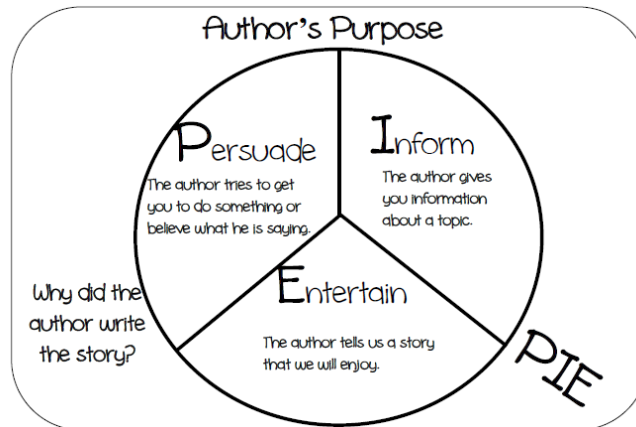 Author's Purpose
Persuade
The author tries to get
you to do something or
believe what he is saying.
Inform
The author gives
you information
about a topic.
Entertain
The author tells us a story
that we will enjoy.
Why did the
author write
the story?
PIE